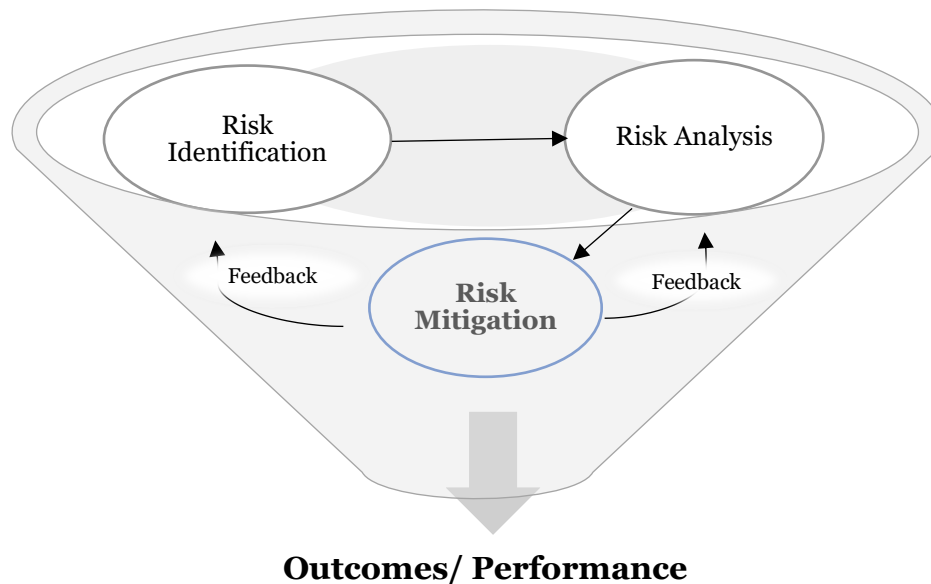 Risk
Identification
Risk Analysis
Feedback
Risk
Mitigation
Feedback
Outcomes/ Performance